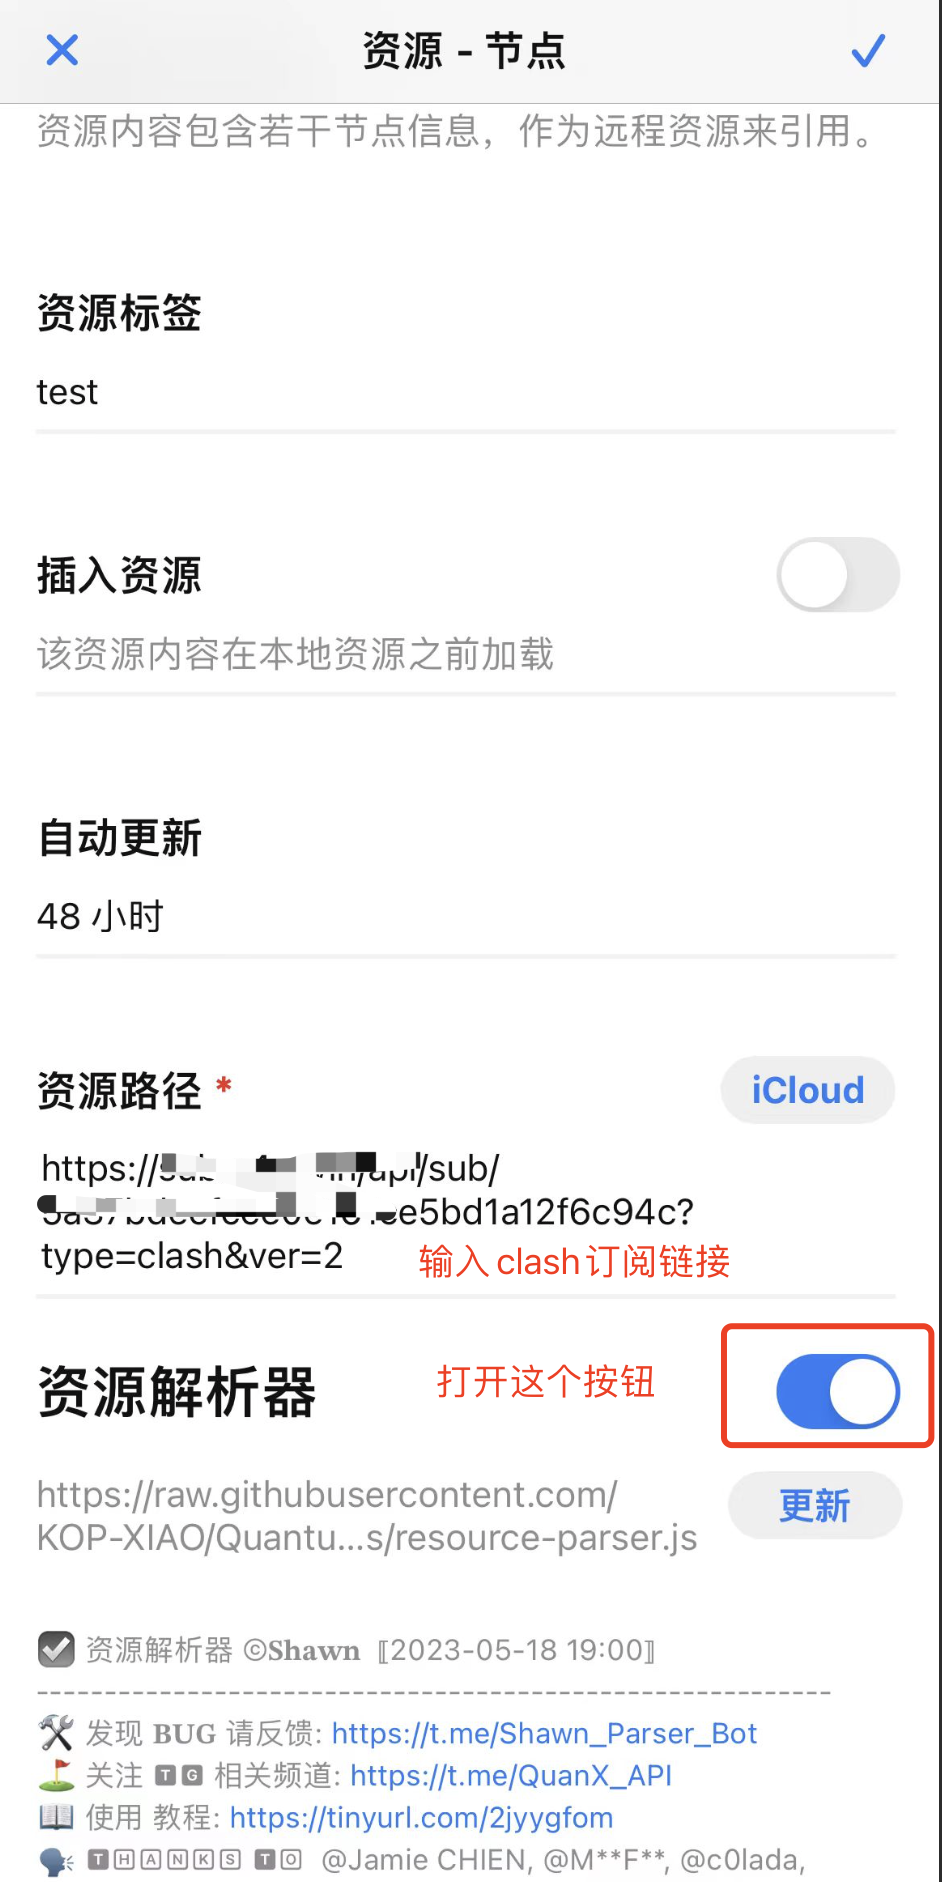 资源 - 节点
资源内容包含若干节点信息，作为远程资源来引用。
资源标签
test
插入资源
该资源内容在本地资源之前加载
自动更新
48 小时
资源路径 *
iCloud
https:// /sub/
e5bd1a12f6c94c?
type=clash&ver=2
输入clash订阅链接
资源解析器
打开这个按钮
https://raw.githubusercontent.com/
KOP-XIAO/Quantu...s/resource-parser.js
更新
资源解析器 ©𝐒𝐡𝐚𝐰𝐧 ⟦2023-05-18 19:00⟧
----------------------------------------------------------
发现 𝐁𝐔𝐆 请反馈: https://t.me/Shawn_Parser_Bot
关注 🆃🅶 相关频道: https://t.me/QuanX_API
使用 教程: https://tinyurl.com/2jyygfom
🆃🄷🄰🄽🄺🅂 🆃🄾 @Jamie CHIEN, @M**F**, @c0lada,